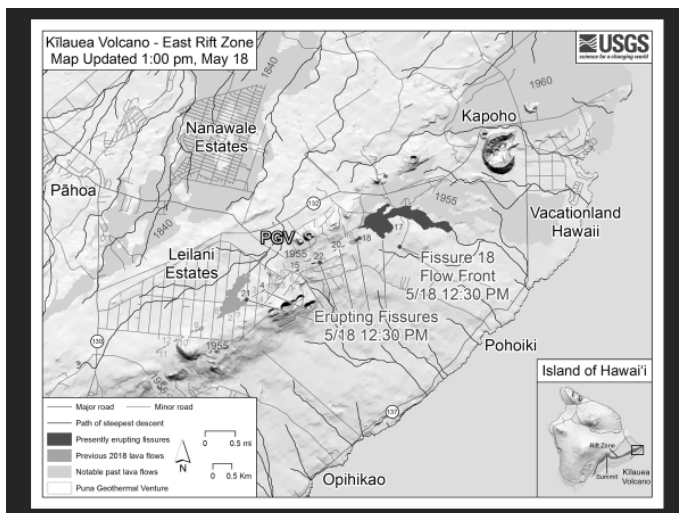 Kīlauea Volcano - East Rift Zone
Map Updated 1:00 pm, May 18
USGS
science for a changing world
1840
1960
Kapoho
Nanawale
Estates
Pāhoa
132
1955
17
Vacationland
Hawaii
1840
PGV
18
20
1955
22
15
Leilani
Estates
Fissure 18
Flow Front
5/18 12:30 PM
21
4
Erupting Fissures
5/18 12:30 PM
130
1955
1955
Pohoiki
137
Opihikao
Major road
Minor road
Path of steepest descent
Presently erupting fissures
Previous 2018 lava flows
Notable past lava flows
Puna Geothermal Venture
N
0 0.5 mi
0 0.5 Km
Island of Hawai‘i
Rift Zone
Summit
Kīlauea
Volcano